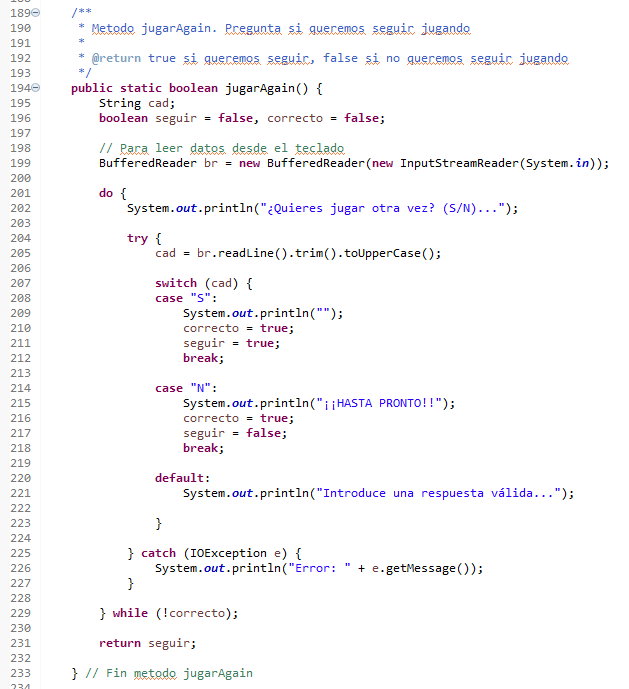 189 /**
190  * Metodo jugarAgain. Pregunta si queremos seguir jugando
191  *
192  * @return true si queremos seguir, false si no queremos seguir jugando
193  */
194 public static boolean jugarAgain() {
195     String cad;
196     boolean seguir = false, correcto = false;
197
198     // Para leer datos desde el teclado
199     BufferedReader br = new BufferedReader(new InputStreamReader(System.in));
200
201     do {
202         System.out.println("¿Quieres jugar otra vez? (S/N)...");
203
204         try {
205             cad = br.readLine().trim().toUpperCase();
206
207             switch (cad) {
208             case "S":
209                 System.out.println("");
210                 correcto = true;
211                 seguir = true;
212                 break;
213
214             case "N":
215                 System.out.println("¡¡HASTA PRONTO!!");
216                 correcto = true;
217                 seguir = false;
218                 break;
219
220             default:
221                 System.out.println("Introduce una respuesta válida...");
222
223             }
224
225         } catch (IOException e) {
226             System.out.println("Error: " + e.getMessage());
227         }
228
229     } while (!correcto);
230
231     return seguir;
232
233 } // Fin metodo jugarAgain